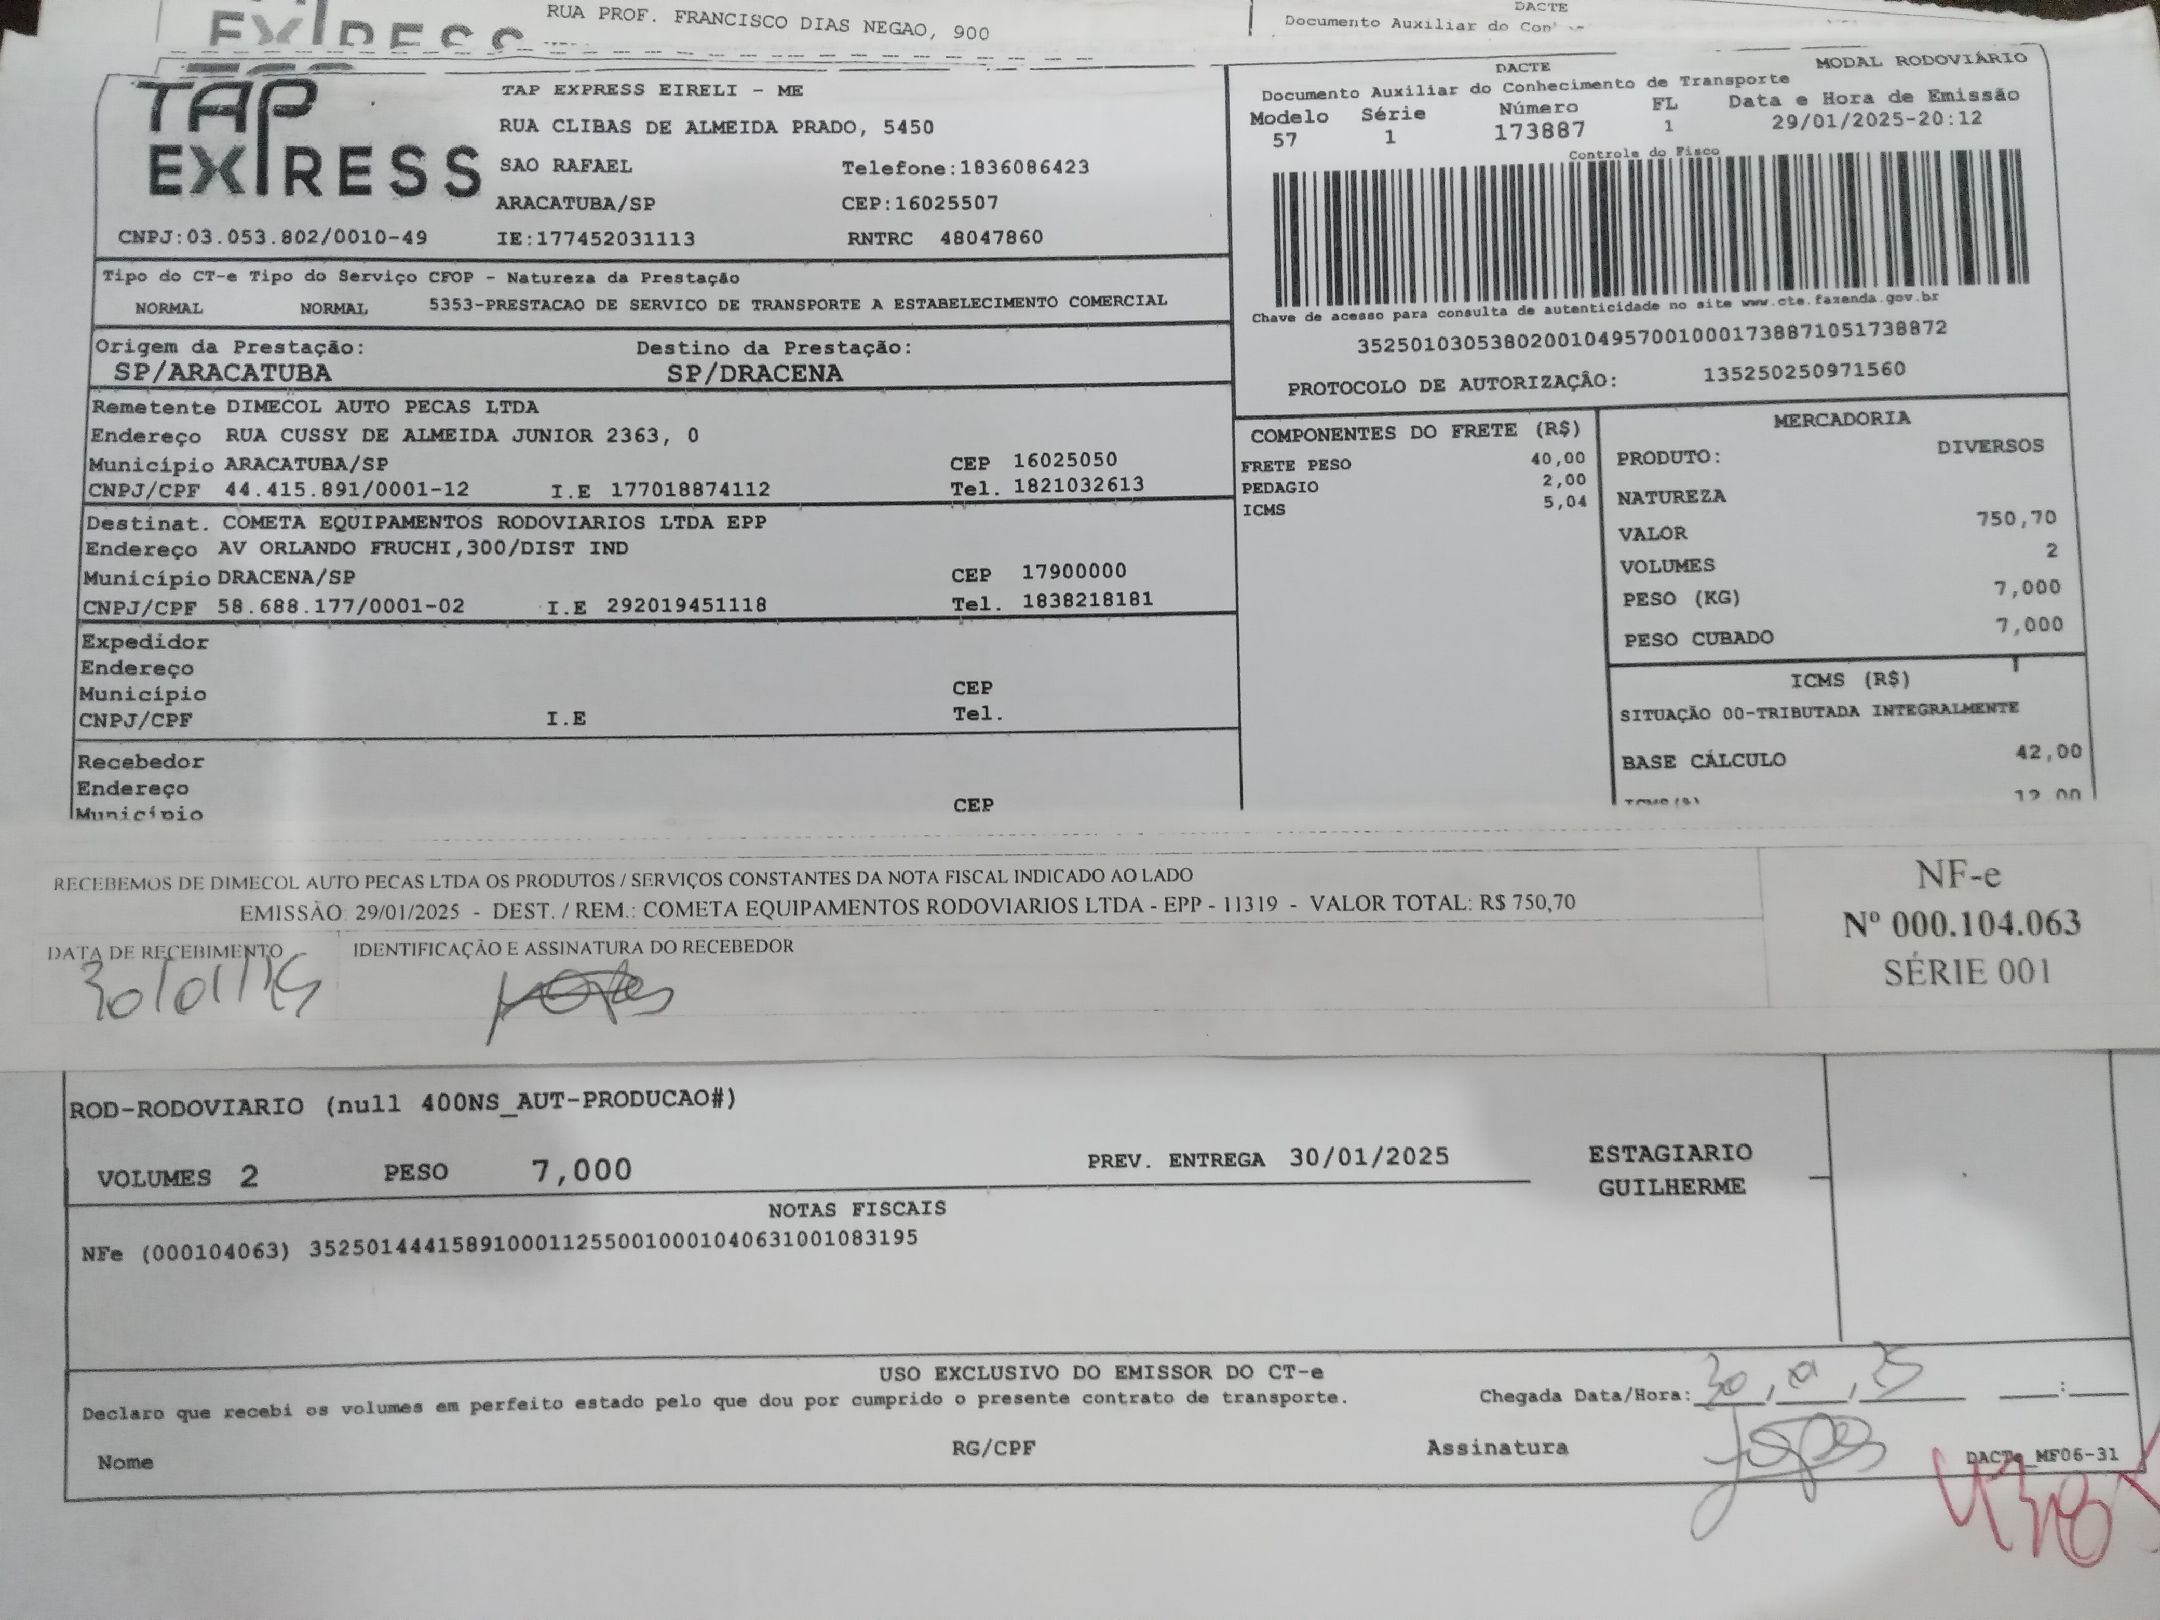 EXPRESS RUA PROF. FRANCISCO DIAS NEGAO, 900
DACTE
Documento Auxiliar do
TAP EXPRESS
TAP EXPRESS EIRELI - ME
RUA CLIBAS DE ALMEIDA PRADO, 5450
SAO RAFAEL Telefone:1836086423
ARACATUBA/SP CEP:16025507
CNPJ:03.053.802/0010-49 IE:177452031113 RNTRC 48047860
DACTE MODAL RODOVIÁRIO
Documento Auxiliar do Conhecimento de Transporte
Modelo Série Número FL Data e Hora de Emissão
57 1 173887 1 29/01/2025-20:12
Controle do Fisco
Chave de acesso para consulta de autenticidade no site www.cte.fazenda.gov.br
35250103053802001049570010001738871051738872
PROTOCOLO DE AUTORIZAÇÃO: 135250250971560
Tipo do CT-e Tipo do Serviço CFOP - Natureza da Prestação
NORMAL NORMAL 5353-PRESTACAO DE SERVICO DE TRANSPORTE A ESTABELECIMENTO COMERCIAL
Origem da Prestação: Destino da Prestação:
SP/ARACATUBA SP/DRACENA
Remetente DIMECOL AUTO PECAS LTDA
Endereço RUA CUSSY DE ALMEIDA JUNIOR 2363, 0
Município ARACATUBA/SP CEP 16025050
CNPJ/CPF 44.415.891/0001-12 I.E 177018874112 Tel. 1821032613
Destinat. COMETA EQUIPAMENTOS RODOVIARIOS LTDA EPP
Endereço AV ORLANDO FRUCHI,300/DIST IND
Município DRACENA/SP CEP 17900000
CNPJ/CPF 58.688.177/0001-02 I.E 292019451118 Tel. 1838218181
Expedidor
Endereço
Município CEP
CNPJ/CPF I.E Tel.
Recebedor
Endereço
Município CEP
COMPONENTES DO FRETE (R$)
FRETE PESO 40,00
PEDAGIO 2,00
ICMS 5,04
MERCADORIA
PRODUTO: DIVERSOS
NATUREZA
VALOR 750,70
VOLUMES 2
PESO (KG) 7,000
PESO CUBADO 7,000
ICMS (R$)
SITUAÇÃO 00-TRIBUTADA INTEGRALMENTE
BASE CÁLCULO 42,00
ICMS(%) 12,00
RECEBEMOS DE DIMECOL AUTO PECAS LTDA OS PRODUTOS / SERVIÇOS CONSTANTES DA NOTA FISCAL INDICADO AO LADO
EMISSÃO: 29/01/2025 - DEST. / REM.: COMETA EQUIPAMENTOS RODOVIARIOS LTDA - EPP - 11319 - VALOR TOTAL: R$ 750,70
DATA DE RECEBIMENTO IDENTIFICAÇÃO E ASSINATURA DO RECEBEDOR
30/01/25
NF-e
Nº 000.104.063
SÉRIE 001
ROD-RODOVIARIO (null 400NS_AUT-PRODUCAO#)
VOLUMES 2 PESO 7,000 PREV. ENTREGA 30/01/2025
ESTAGIARIO
GUILHERME
NOTAS FISCAIS
NFe (000104063) 35250144415891000112550010001040631001083195
USO EXCLUSIVO DO EMISSOR DO CT-e
Declaro que recebi os volumes em perfeito estado pelo que dou por cumprido o presente contrato de transporte. Chegada Data/Hora: 30, 01, 25 :
Nome RG/CPF Assinatura DACTe_MF06-31